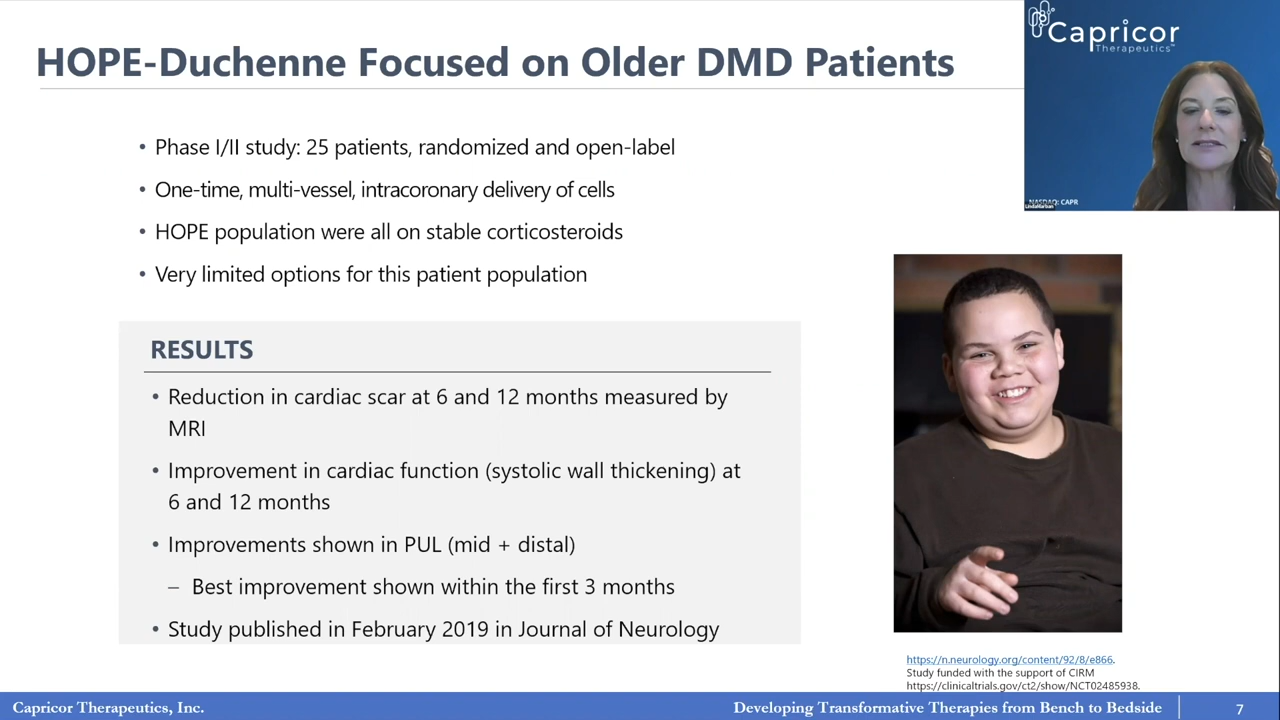 HOPE-Duchenne Focused on Older DMD Patients
Capricor
Therapeutics™
NASDAQ: CAPR
• Phase I/II study: 25 patients, randomized and open-label
• One-time, multi-vessel, intracoronary delivery of cells
• HOPE population were all on stable corticosteroids
• Very limited options for this patient population
RESULTS
• Reduction in cardiac scar at 6 and 12 months measured by
MRI
• Improvement in cardiac function (systolic wall thickening) at
6 and 12 months
• Improvements shown in PUL (mid + distal)
– Best improvement shown within the first 3 months
• Study published in February 2019 in Journal of Neurology
https://n.neurology.org/content/92/8/e866.
Study funded with the support of CIRM
https://clinicaltrials.gov/ct2/show/NCT02485938.
Capricor Therapeutics, Inc.
Developing Transformative Therapies from Bench to Bedside
7